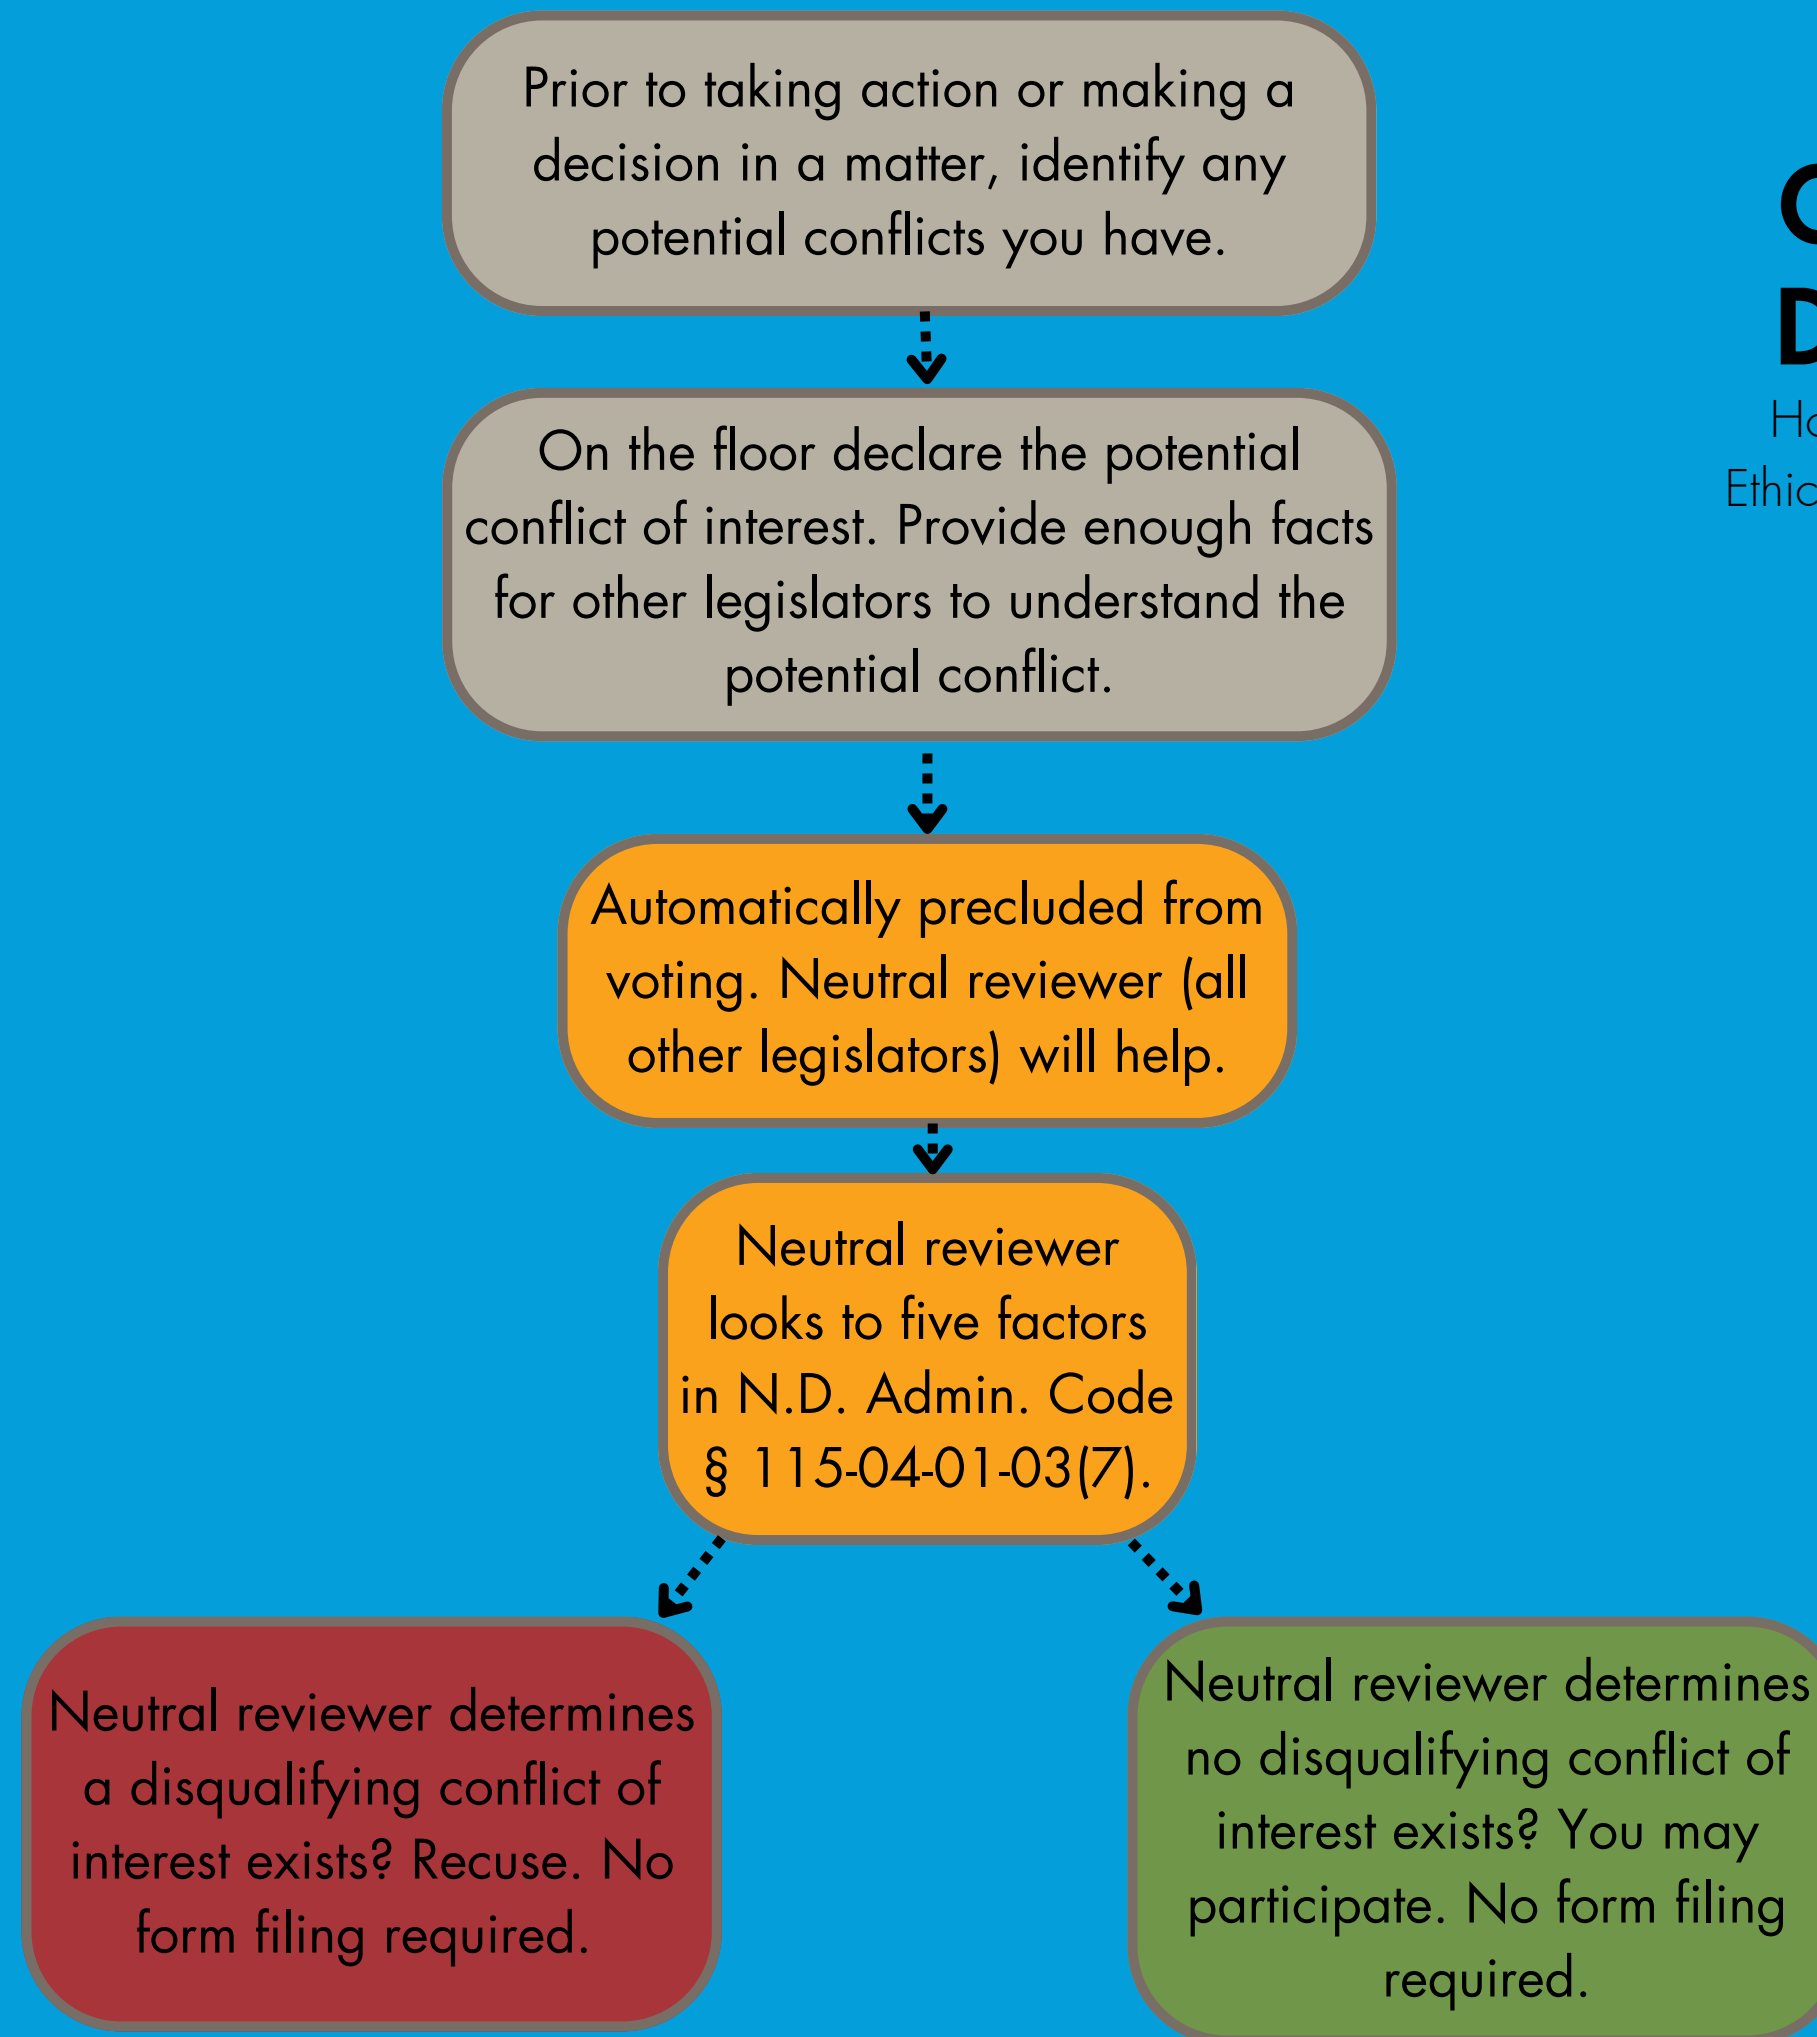 Prior to taking action or making a
decision in a matter, identify any
potential conflicts you have.
On the floor declare the potential
conflict of interest. Provide enough facts
for other legislators to understand the
potential conflict.
Automatically precluded from
voting. Neutral reviewer (all
other legislators) will help.
Neutral reviewer
looks to five factors
in N.D. Admin. Code
§ 115-04-01-03(7).
Neutral reviewer determines
a disqualifying conflict of
interest exists? Recuse. No
form filing required.
Neutral reviewer determines
no disqualifying conflict of
interest exists? You may
participate. No form filing
required.